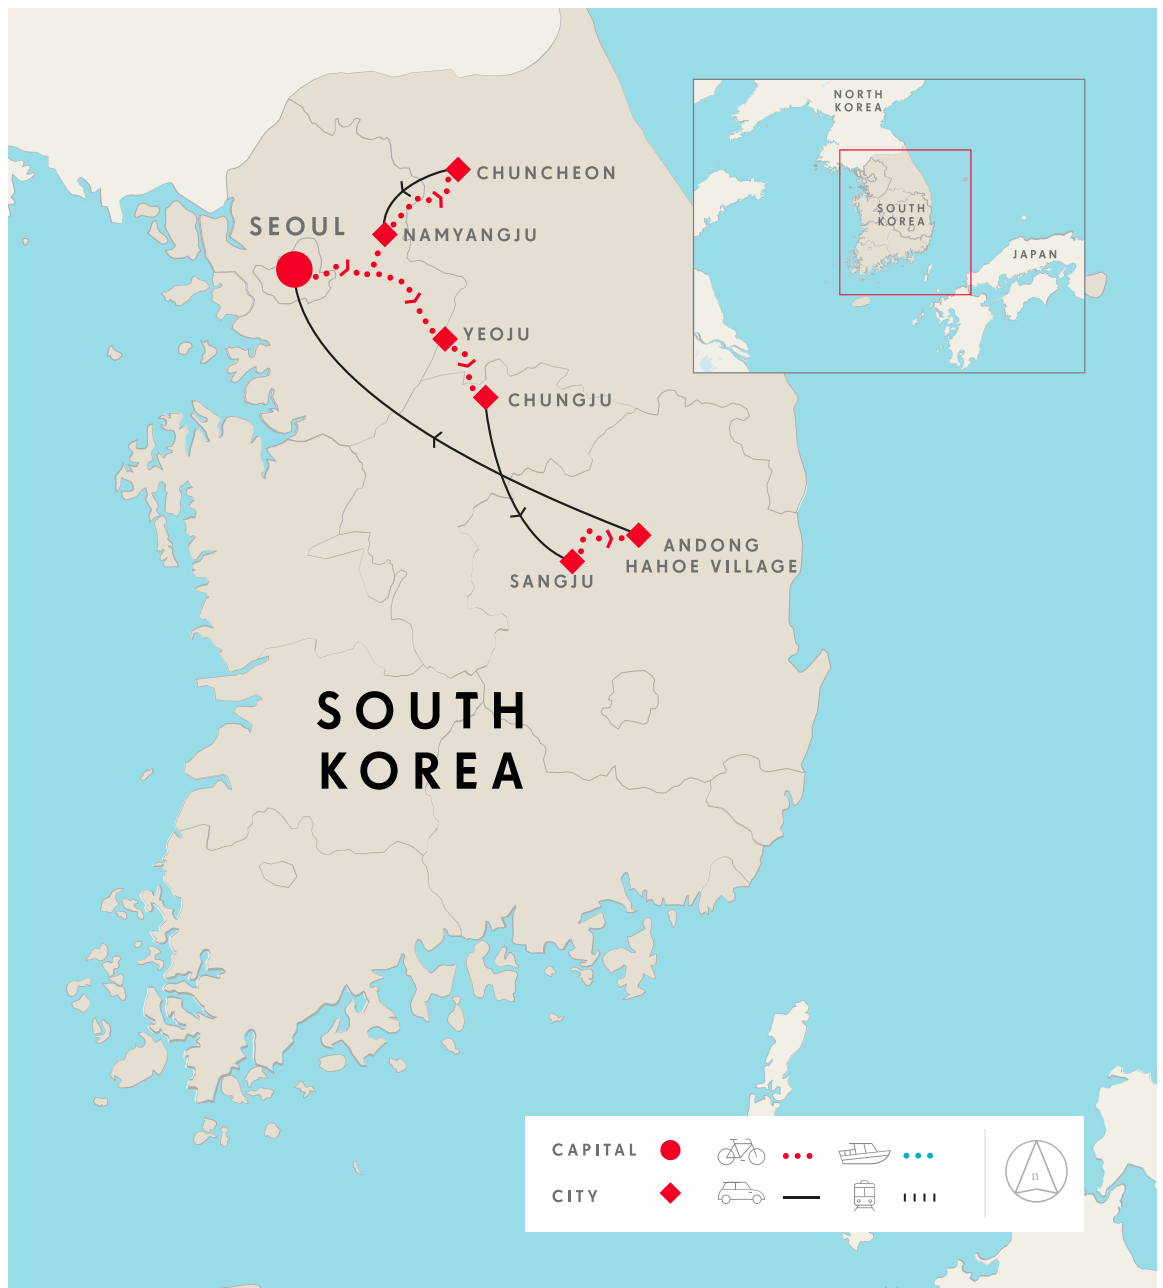 NORTH
KOREA
CHUNCHEON
SOUTH
KOREA
SEOUL
NAMYANGJU
JAPAN
YEOJU
CHUNGJU
ANDONG
HAHOE VILLAGE
SANGJU
SOUTH
KOREA
CAPITAL
CITY
n